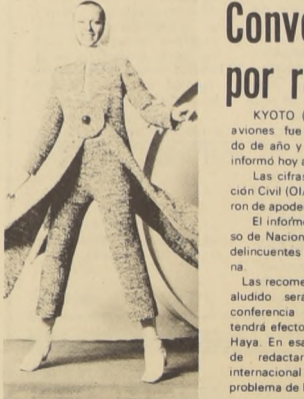 Conve
por r
KYOTO (
aviones fue
do de año y
informó hoy a
Las cifras
ción Civil (OI
ron de apode
El informe
so de Nacion
delincuentes
na.
Las recome
aludido será
conferencia
tendrá efecto
Haya. En esa
de redactar
internacional
problema de l